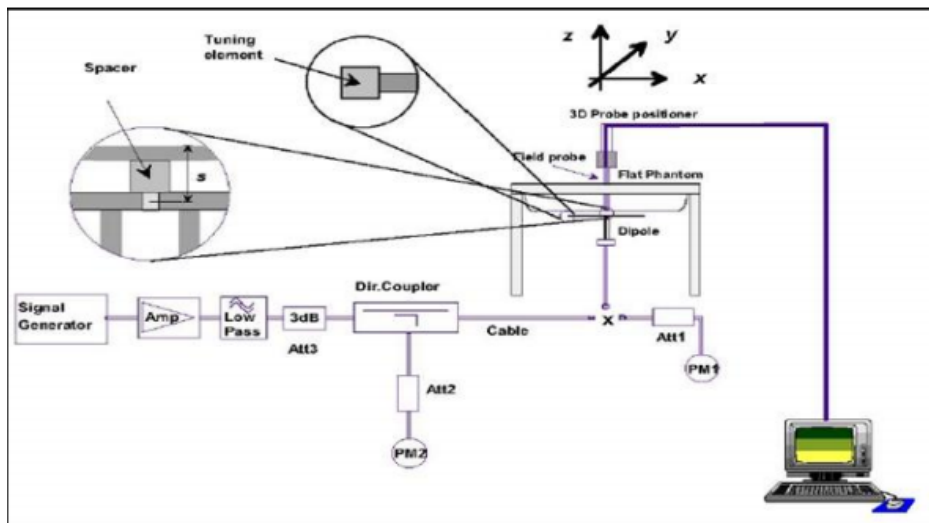 Tuning
element
Spacer
s
z
y
x
3D Probe positioner
Field probe
Flat Phantom
Dipole
Signal
Generator
Amp
Low
Pass
3dB
Att3
Dir.Coupler
Cable
x
Att1
PM1
Att2
PM2